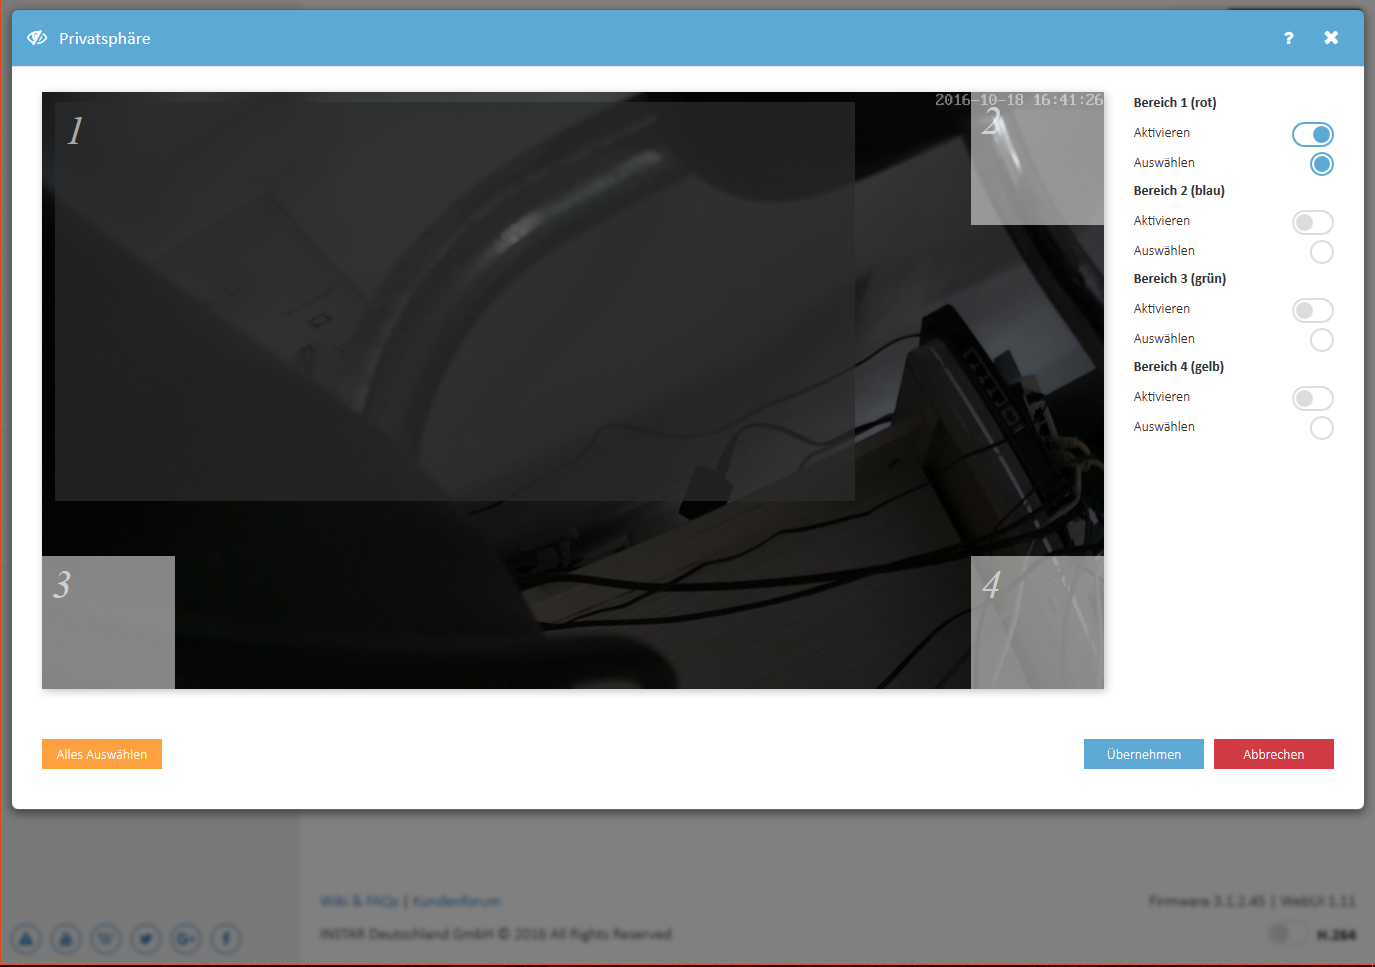 Privatsphäre
?
1
2016-10-18 16:41:26
2
3
4
Bereich 1 (rot)
Aktivieren
Auswählen
Bereich 2 (blau)
Aktivieren
Auswählen
Bereich 3 (grün)
Aktivieren
Auswählen
Bereich 4 (gelb)
Aktivieren
Auswählen
Alles Auswählen
Übernehmen
Abbrechen
Wiki & FAQs | Kundenforum
Firmware 3.1.2.45 | WebUI 1.11
INSTAR Deutschland GmbH © 2016 All Rights Reserved
H.264